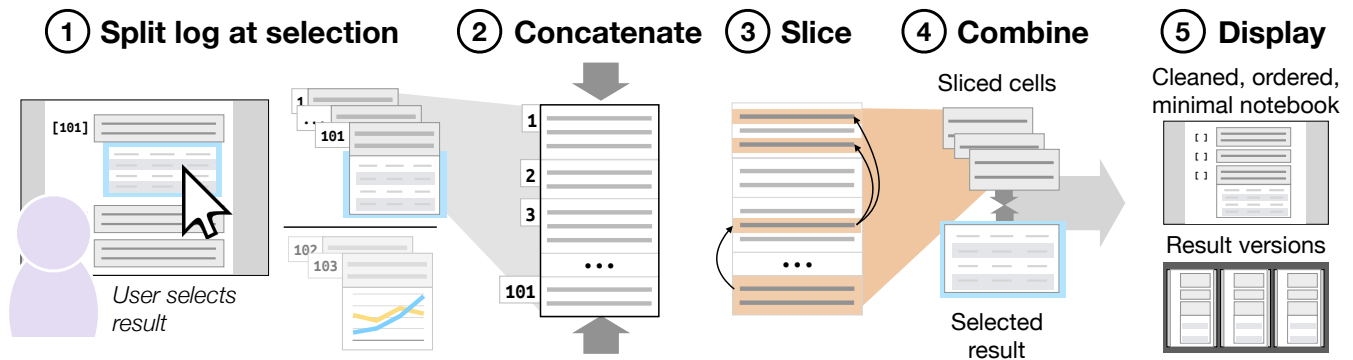 1 Split log at selection
2 Concatenate
3 Slice
4 Combine
5 Display
[101]
User selects
result
1
...
101
102
103
1
2
3
...
101
...
Sliced cells
Selected
result
Cleaned, ordered,
minimal notebook
[ ]
[ ]
[ ]
Result versions